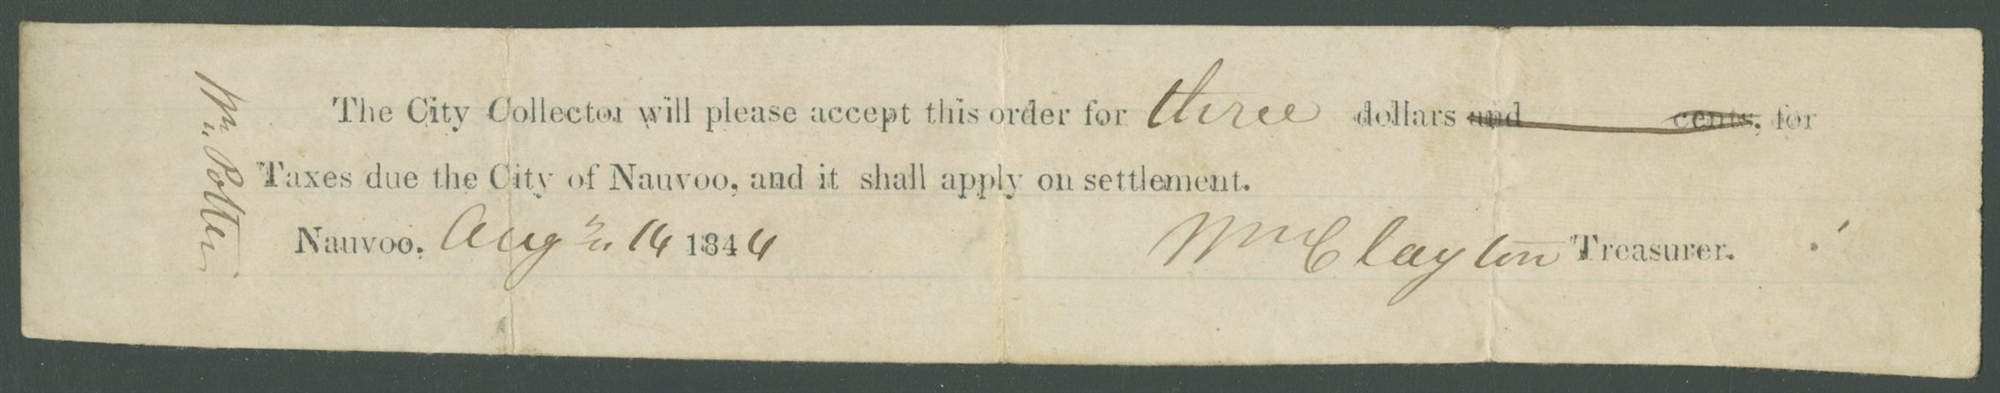 The City Collector will please accept this order for three dollars and cents, for
Taxes due the City of Nauvoo, and it shall apply on settlement.
Nauvoo. Aug 14 1844 Wm Clayton Treasurer.
Wm. Potter